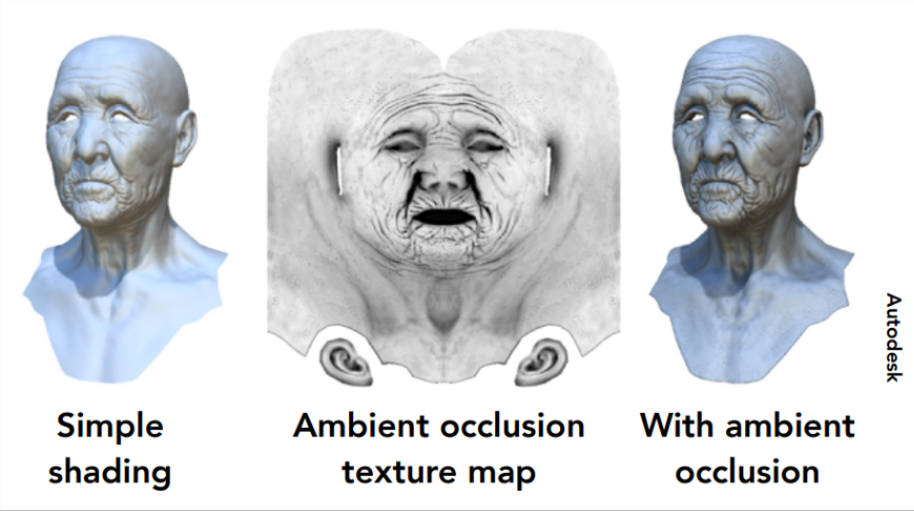 Simple
shading
Ambient occlusion
texture map
With ambient
occlusion
Autodesk